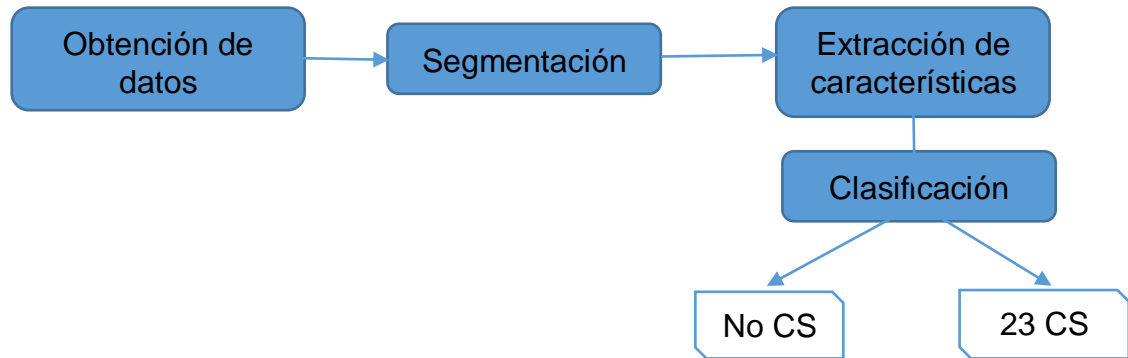 Obtención de
datos
Segmentación
Extracción de
características
Clasificación
No CS
23 CS